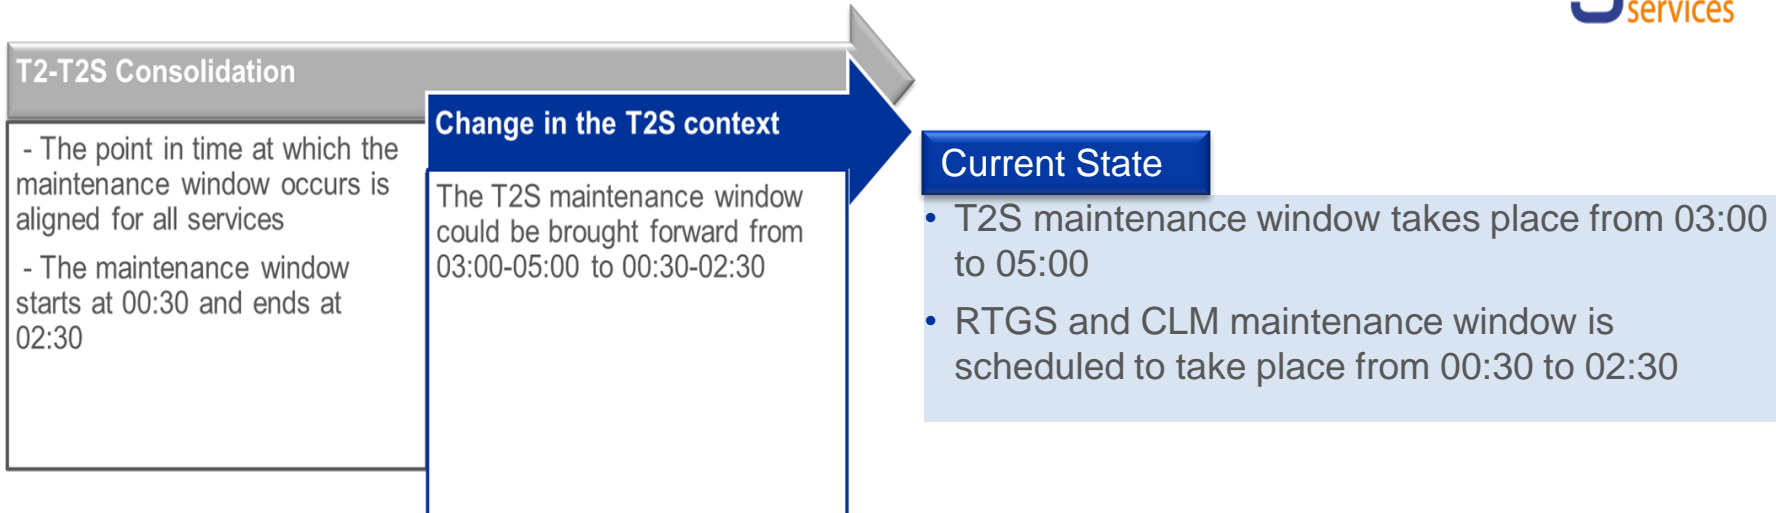 services
T2-T2S Consolidation
- The point in time at which the
maintenance window occurs is
aligned for all services
- The maintenance window
starts at 00:30 and ends at
02:30
Change in the T2S context
The T2S maintenance window
could be brought forward from
03:00-05:00 to 00:30-02:30
Current State
• T2S maintenance window takes place from 03:00
to 05:00
• RTGS and CLM maintenance window is
scheduled to take place from 00:30 to 02:30